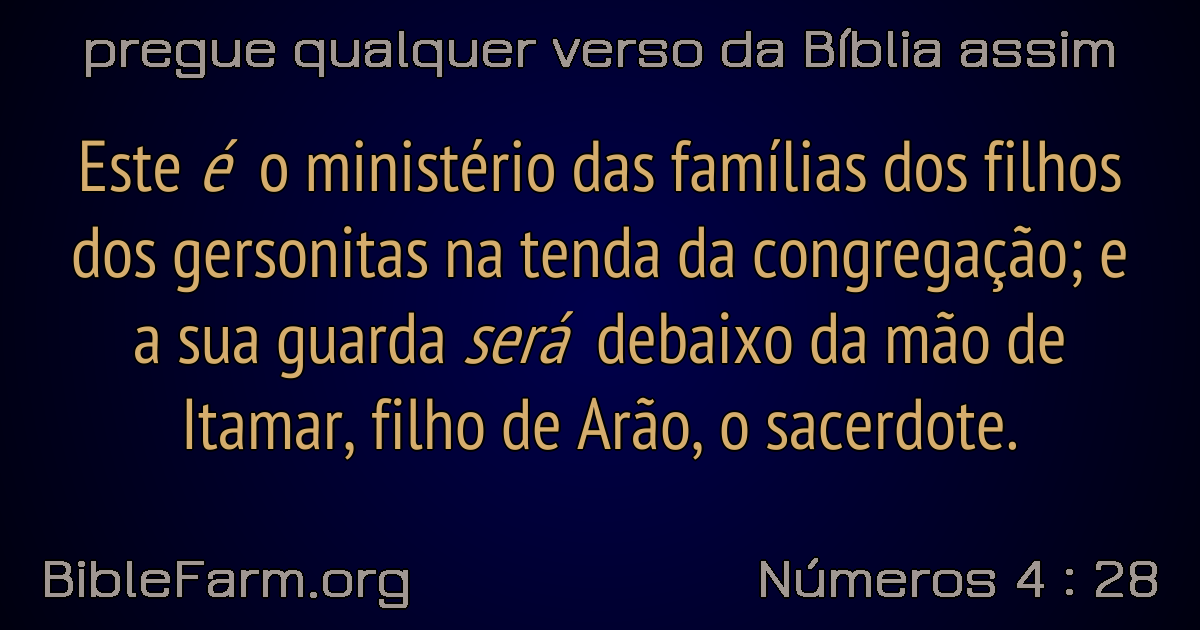 pregue qualquer verso da Bíblia assim
Este é o ministério das famílias dos filhos
dos gersonitas na tenda da congregação; e
a sua guarda será debaixo da mão de
Itamar, filho de Arão, o sacerdote.
BibleFarm.org
Números 4 : 28